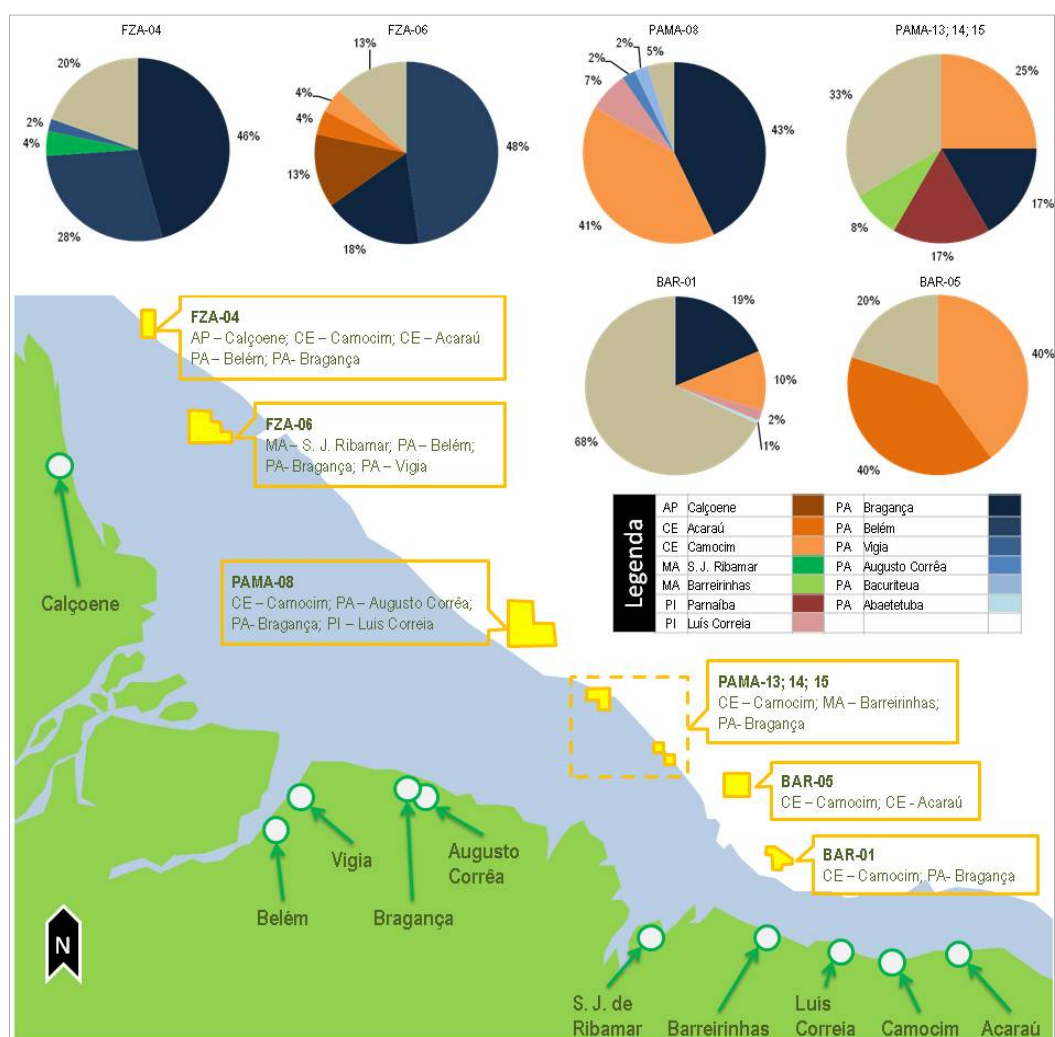 FZA-04
20%
2%
4%
28%
46%
FZA-06
13%
4%
4%
13%
18%
48%
PAMA-08
2%
2%
5%
7%
43%
41%
PAMA-13; 14; 15
33%
25%
8%
17%
17%
BAR-01
19%
10%
2%
1%
68%
BAR-05
20%
40%
40%
FZA-04
AP – Calçoene; CE – Camocim; CE – Acaraú
PA – Belém; PA- Bragança
FZA-06
MA – S. J. Ribamar; PA – Belém;
PA- Bragança; PA – Vigia
PAMA-08
CE – Camocim; PA – Augusto Corrêa;
PA- Bragança; PI – Luis Correia
Legenda
AP Calçoene PA Bragança
CE Acaraú PA Belém
CE Camocim PA Vigia
MA S.J. Ribamar PA Augusto Corrêa
MA Barreirinhas PA Bacuriteua
PI Parnaíba PA Abaetetuba
PI Luís Correia
PAMA-13; 14; 15
CE – Camocim; MA – Barreirinhas;
PA- Bragança
BAR-05
CE – Camocim; CE - Acaraú
BAR-01
CE – Camocim; PA- Bragança
Calçoene
Vigia
Augusto
Corrêa
Belém
Bragança
N
S. J. de
Ribamar
Barreirinhas
Luis
Correia
Camocim
Acaraú